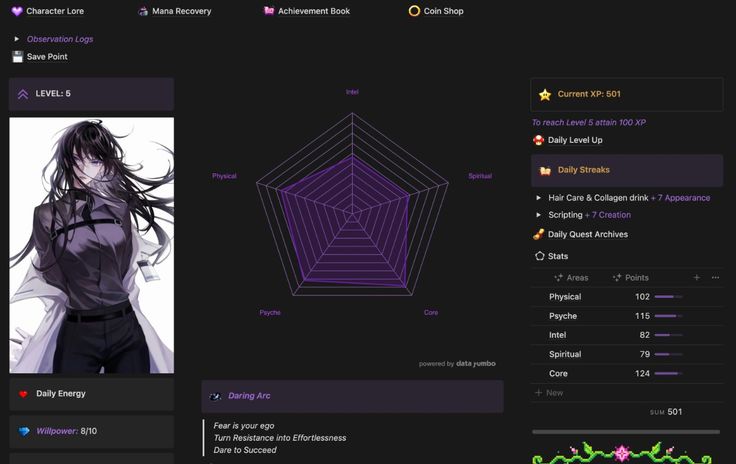 Character Lore
Mana Recovery
Achievement Book
Coin Shop
Observation Logs
Save Point
LEVEL: 5
Daily Energy
Willpower: 8/10
Intel
Physical
Spiritual
Psyche
Core
powered by data jumbo
Daring Arc
Fear is your ego
Turn Resistance into Effortlessness
Dare to Succeed
Current XP: 501
To reach Level 5 attain 100 XP
Daily Level Up
Daily Streaks
Hair Care & Collagen drink + 7 Appearance
Scripting + 7 Creation
Daily Quest Archives
Stats
Areas Points
Physical 102
Psyche 115
Intel 82
Spiritual 79
Core 124
+ New
SUM 501